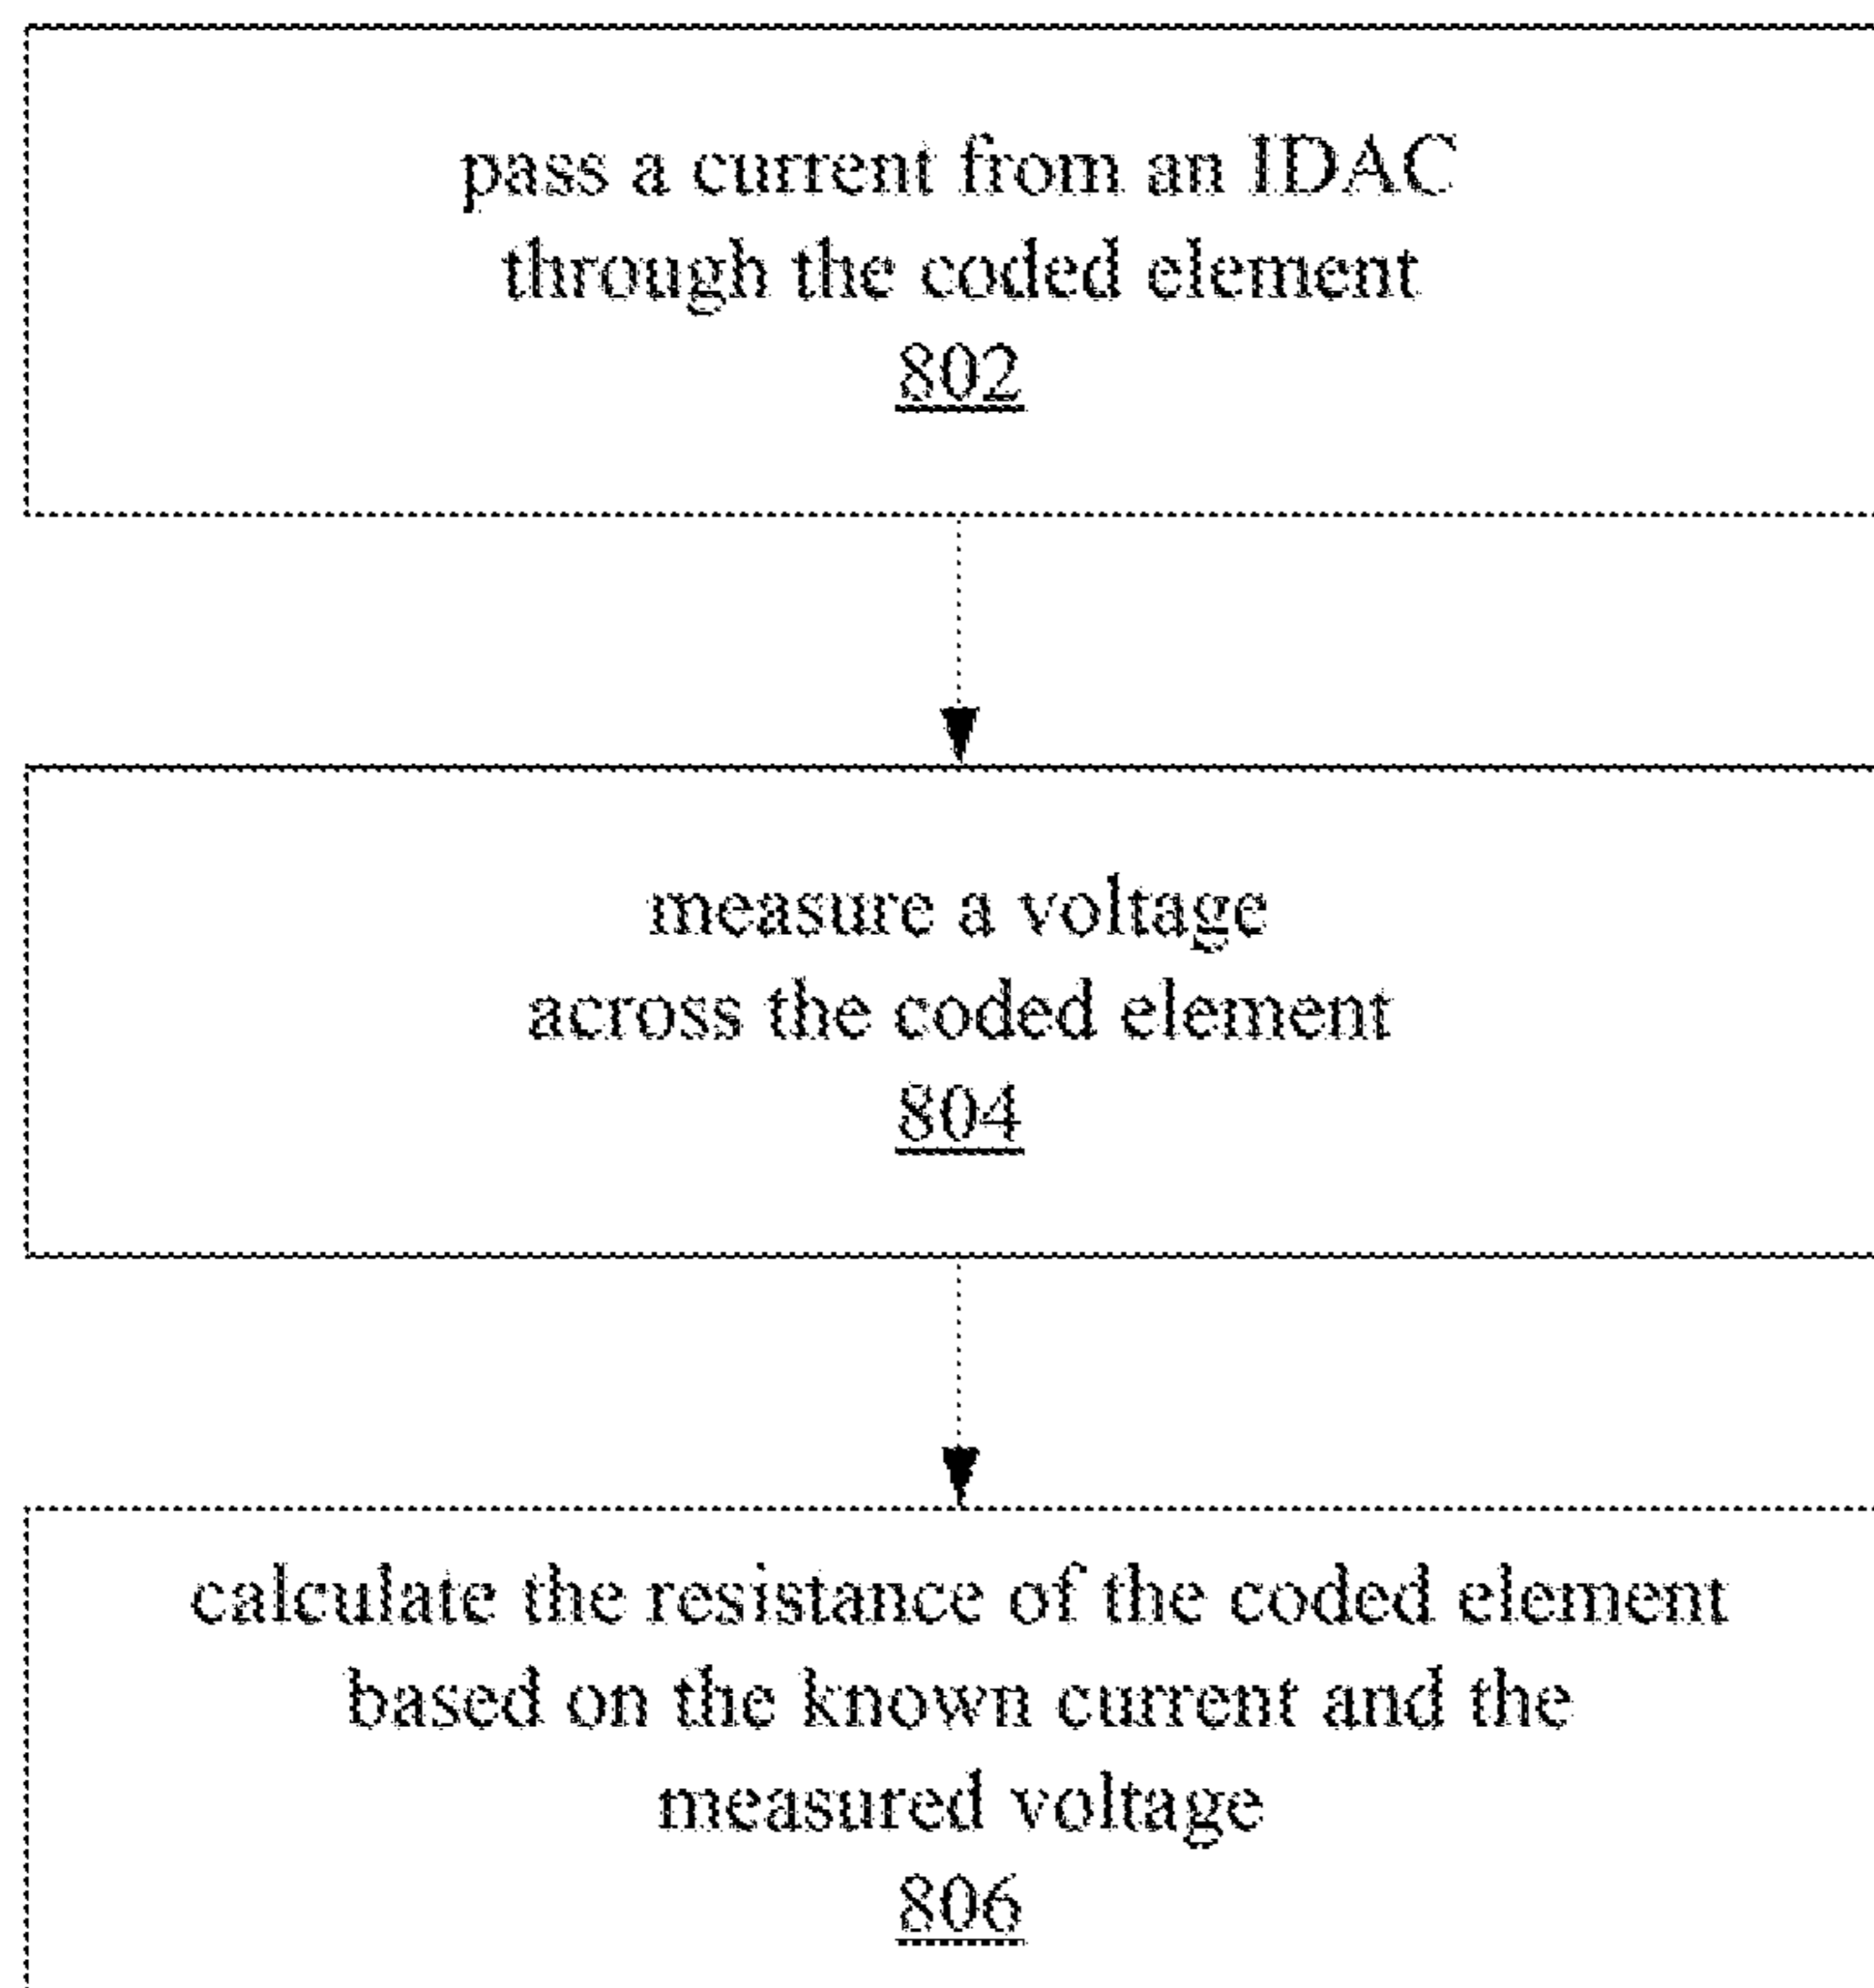 pass a current from an IDAC
through the coded element
802
measure a voltage
across the coded element
804
calculate the resistance of the coded element
based on the known current and the
measured voltage
806